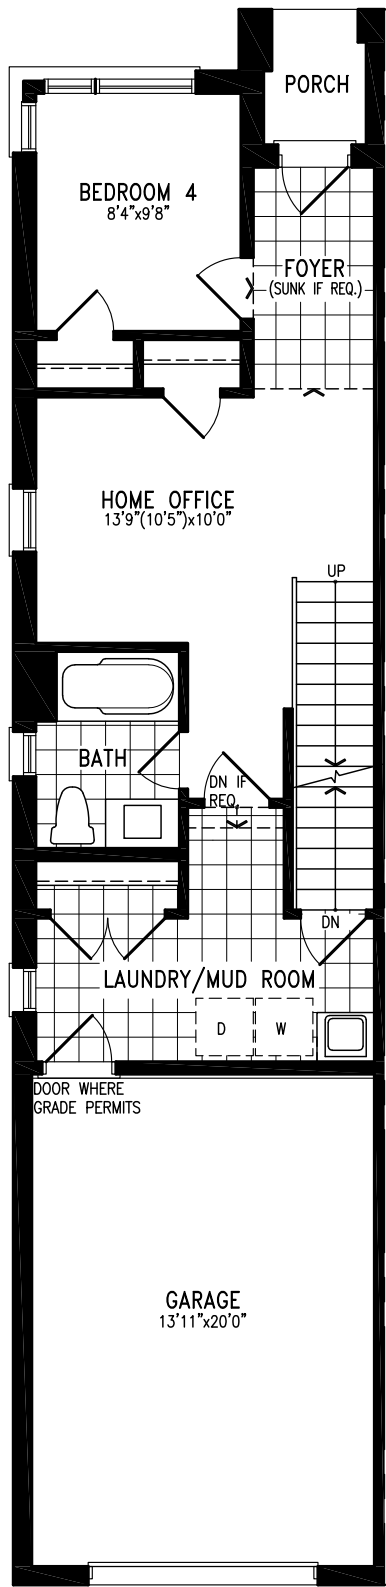 PORCH
BEDROOM 4
8'4"x9'8"
FOYER
(SUNK IF REQ.)
HOME OFFICE
13'9"(10'5")x10'0"
UP
BATH
DN IF
REQ.
DN
LAUNDRY/MUD ROOM
D
W
DOOR WHERE
GRADE PERMITS
GARAGE
13'11"x20'0"